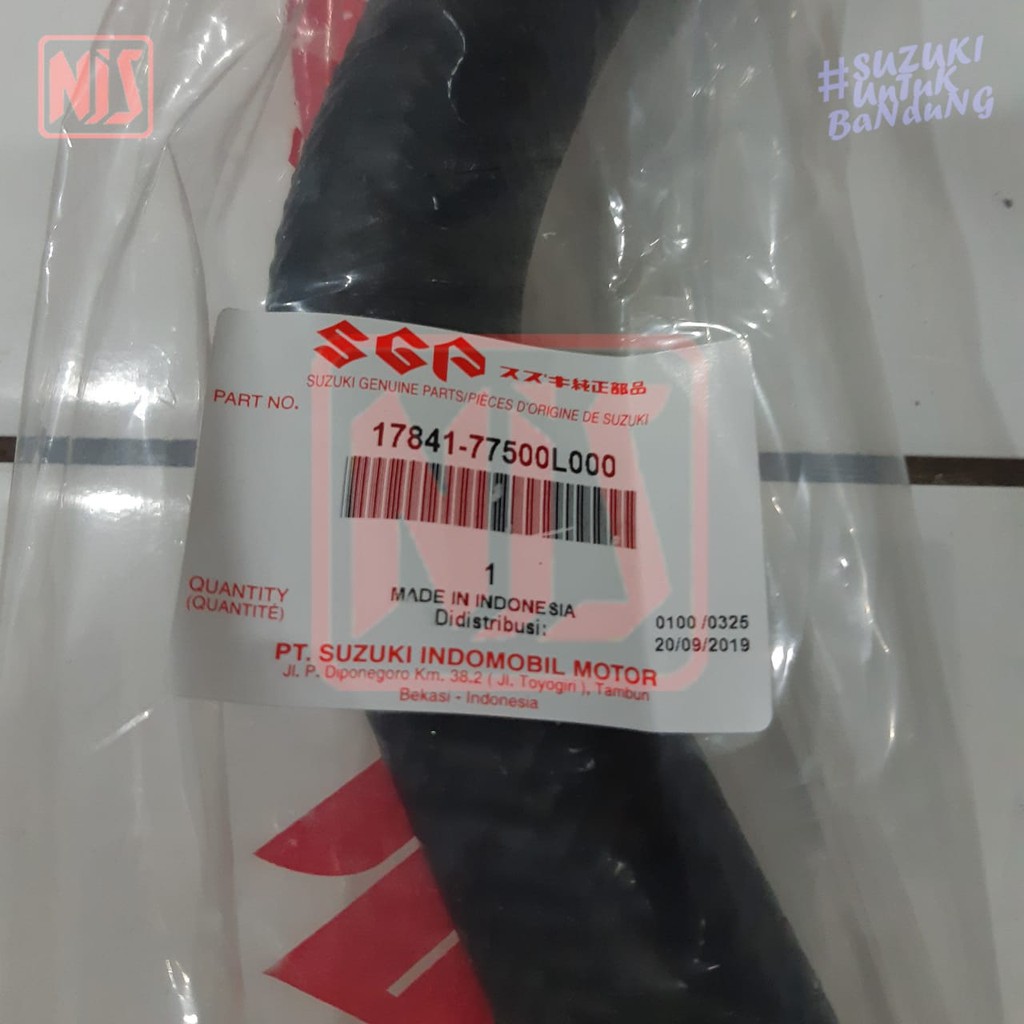 NJS
#SUZUKI
UNTUK
BANDUNG
SGP スズキ純正部品
SUZUKI GENUINE PARTS/PIÈCES D'ORIGINE DE SUZUKI
PART NO.
17841-77500L000
NJS
QUANTITY
(QUANTITÉ)
1
MADE IN INDONESIA
Didistribusi:
0100 /0325
20/09/2019
PT. SUZUKI INDOMOBIL MOTOR
Jl. P. Diponegoro Km. 38.2 ( Jl. Toyogiri ), Tambun
Bekasi - Indonesia